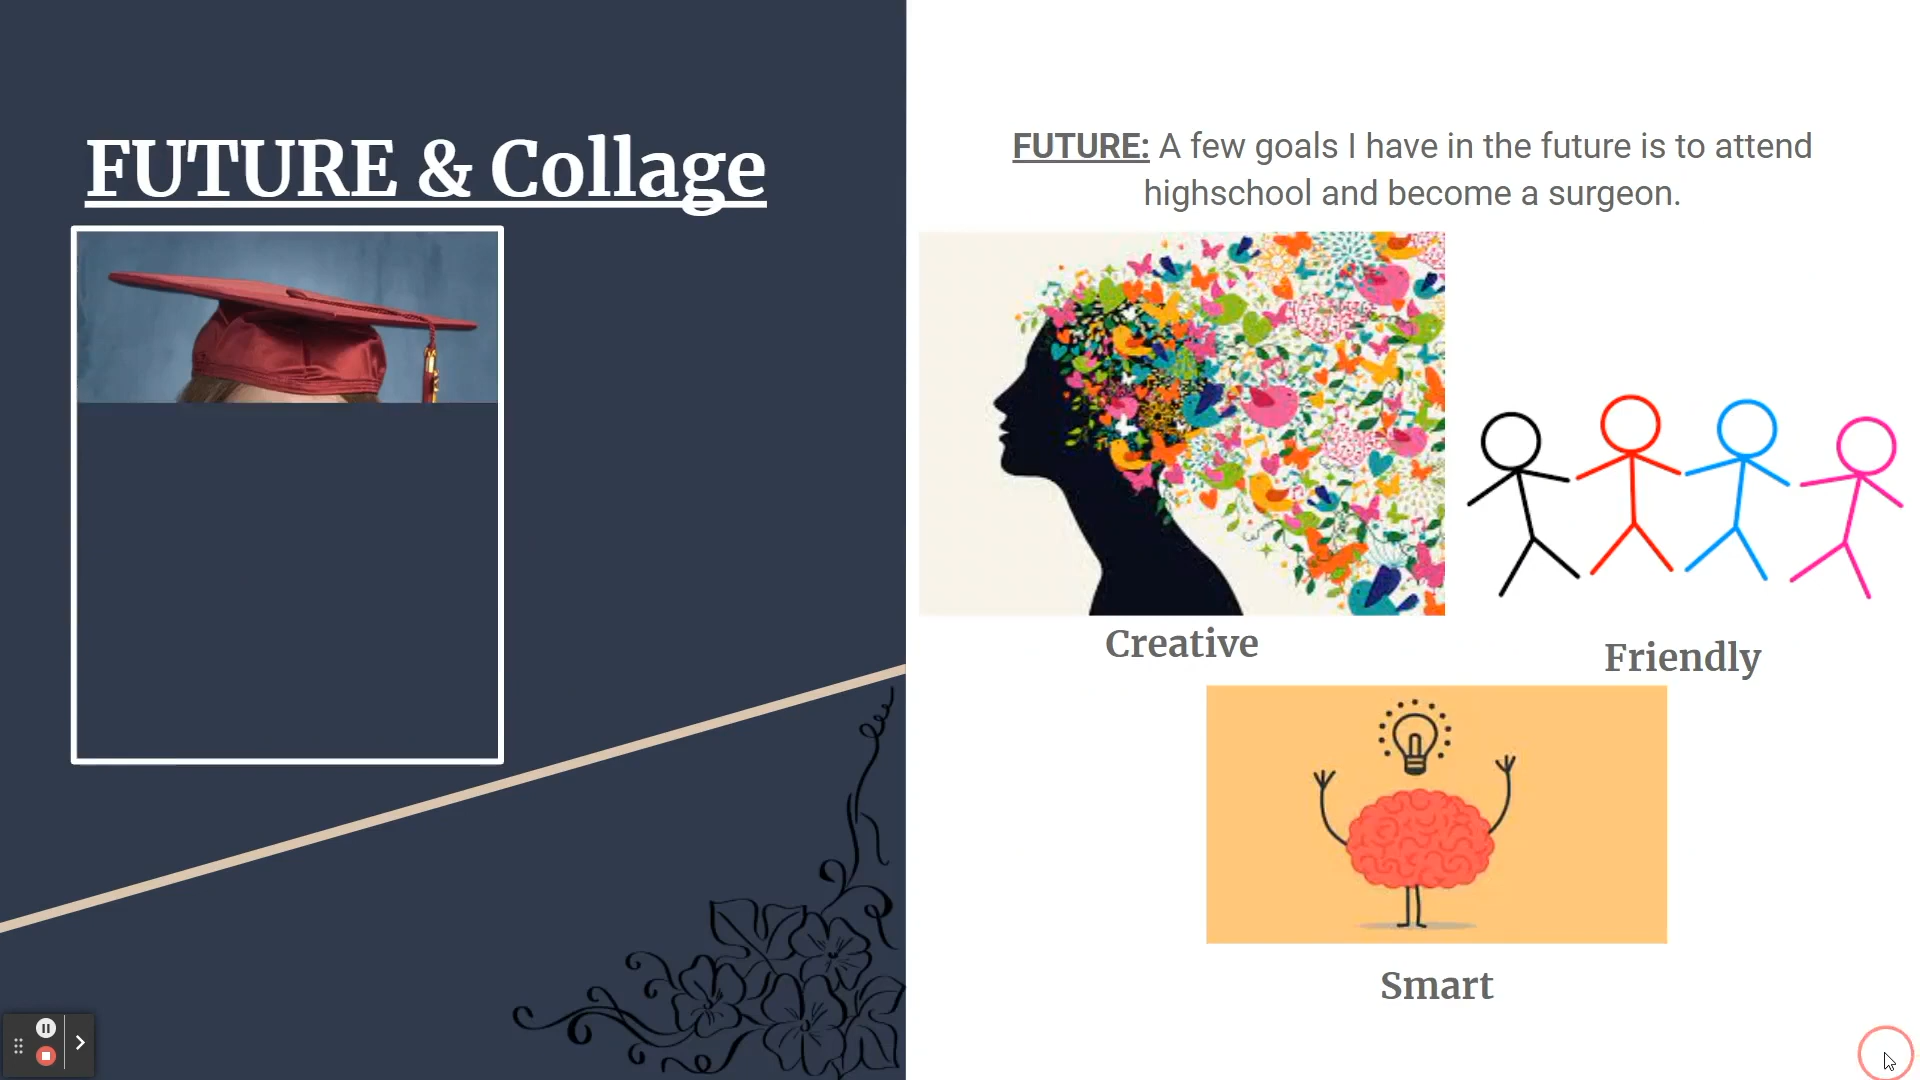 FUTURE & Collage
FUTURE: A few goals I have in the future is to attend
highschool and become a surgeon.
Creative
Friendly
Smart